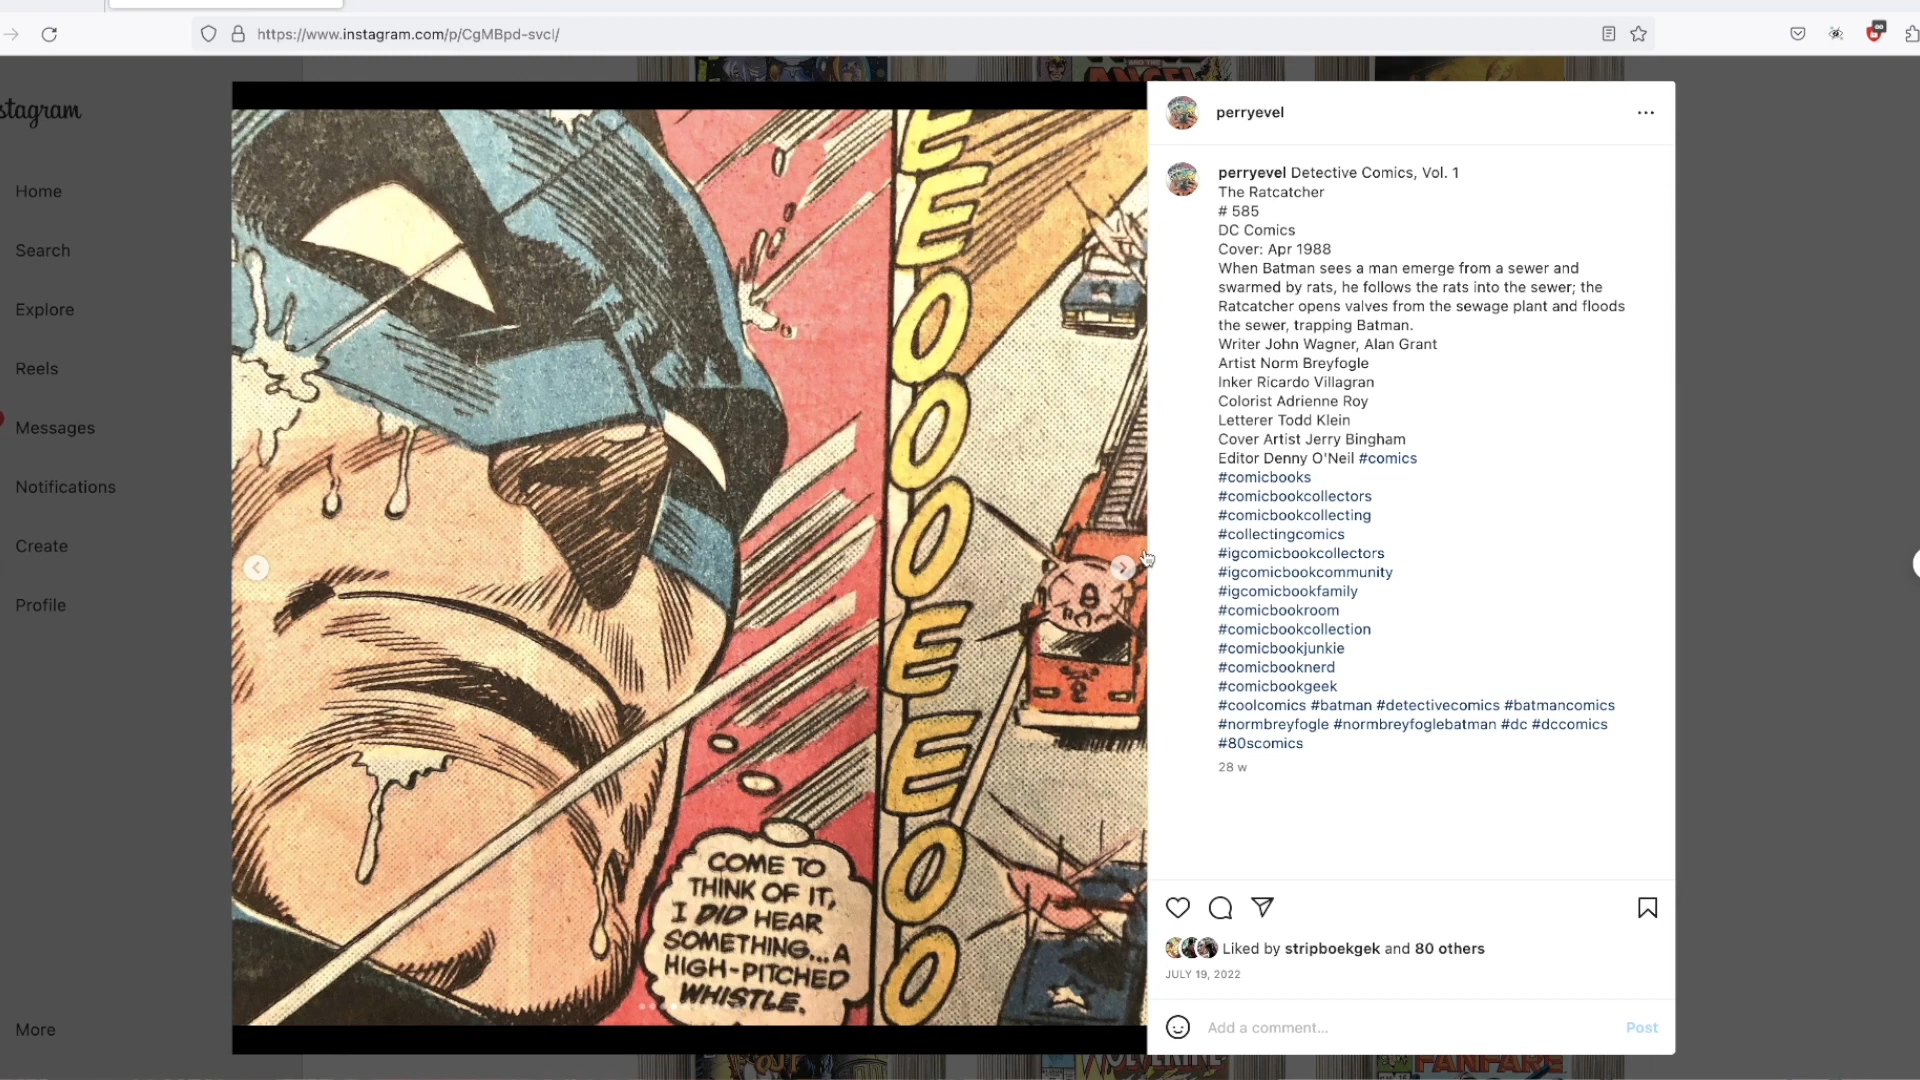 https://www.instagram.com/p/CgMBpd-svcl/
stagram
Home
Search
Explore
Reels
Messages
Notifications
Create
Profile
More
EEEOOOOEEOO
COME TO
THINK OF IT,
I DID HEAR
SOMETHING...A
HIGH-PITCHED
WHISTLE.
perryevel
perryevel Detective Comics, Vol. 1
The Ratcatcher
# 585
DC Comics
Cover: Apr 1988
When Batman sees a man emerge from a sewer and
swarmed by rats, he follows the rats into the sewer; the
Ratcatcher opens valves from the sewage plant and floods
the sewer, trapping Batman.
Writer John Wagner, Alan Grant
Artist Norm Breyfogle
Inker Ricardo Villagran
Colorist Adrienne Roy
Letterer Todd Klein
Cover Artist Jerry Bingham
Editor Denny O'Neil #comics
#comicbooks
#comicbookcollectors
#comicbookcollecting
#collectingcomics
#igcomicbookcollectors
#igcomicbookcommunity
#igcomicbookfamily
#comicbookroom
#comicbookcollection
#comicbookjunkie
#comicbooknerd
#comicbookgeek
#coolcomics #batman #detectivecomics #batmancomics
#normbreyfogle #normbreyfoglebatman #dc #dccomics
#80scomics
28 w
Liked by stripboekgek and 80 others
JULY 19, 2022
Add a comment...
Post
ANGEL
WOLVERINE
FANFARE